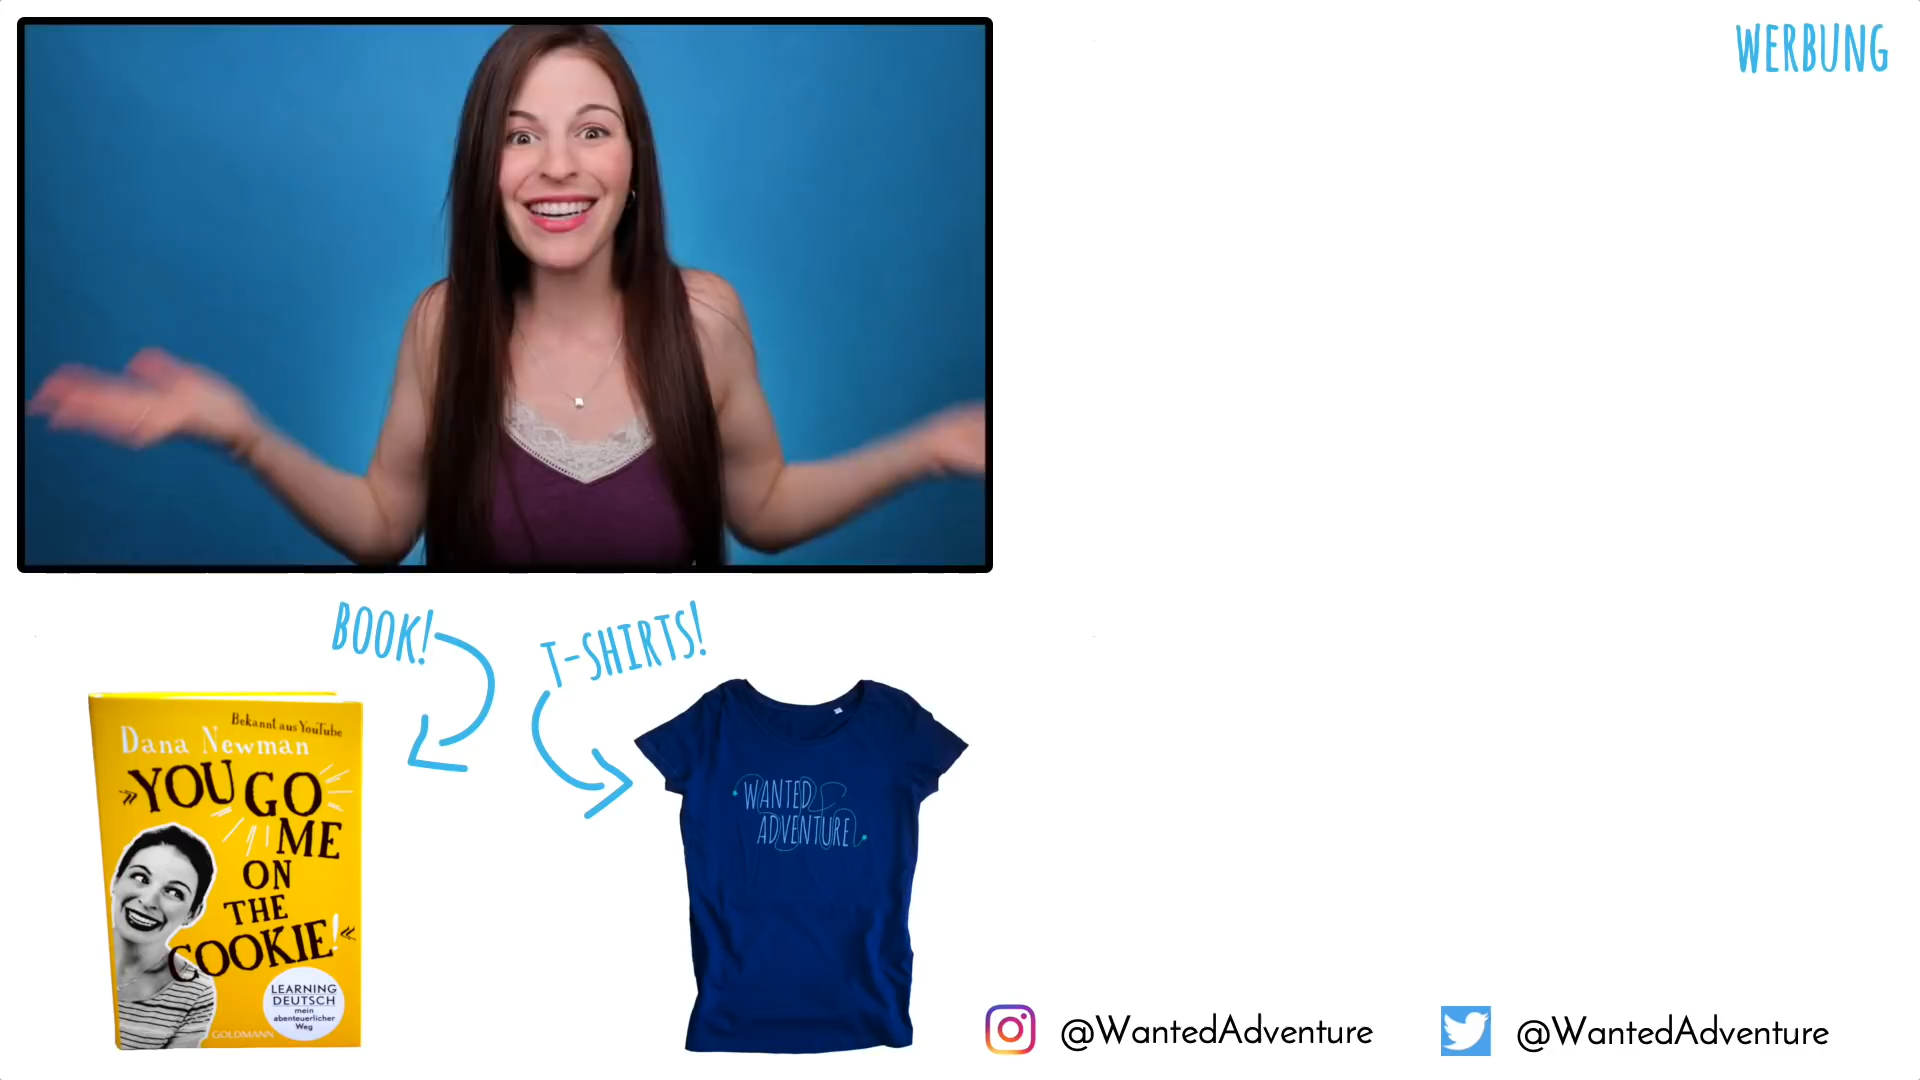 WERBUNG
BOOK!
T-SHIRTS!
Bekannt aus YouTube
Dana Newman
»YOU GO
ME
ON
THE
COOKIE!«
LEARNING
DEUTSCH
mein
abenteuerlicher
Weg
GOLDMANN
WANTED
ADVENTURE
@WantedAdventure
@WantedAdventure